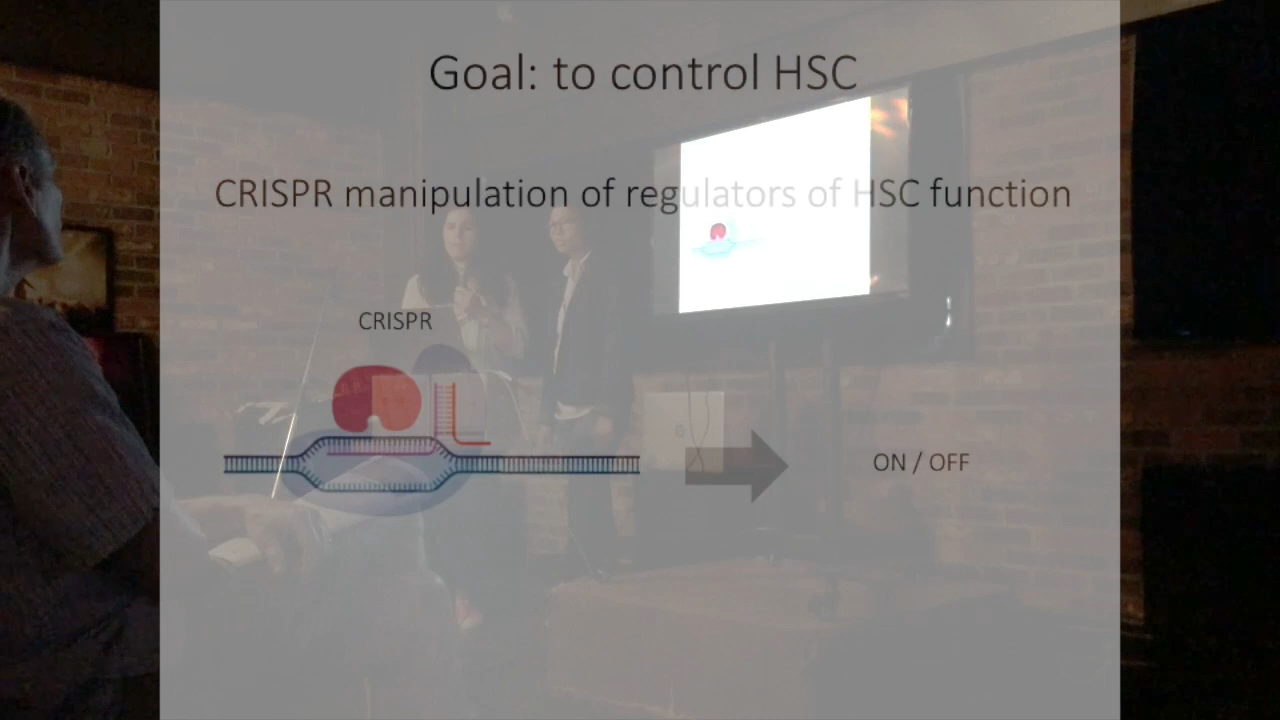 Goal: to control HSC
CRISPR manipulation of regulators of HSC function
CRISPR
ON / OFF